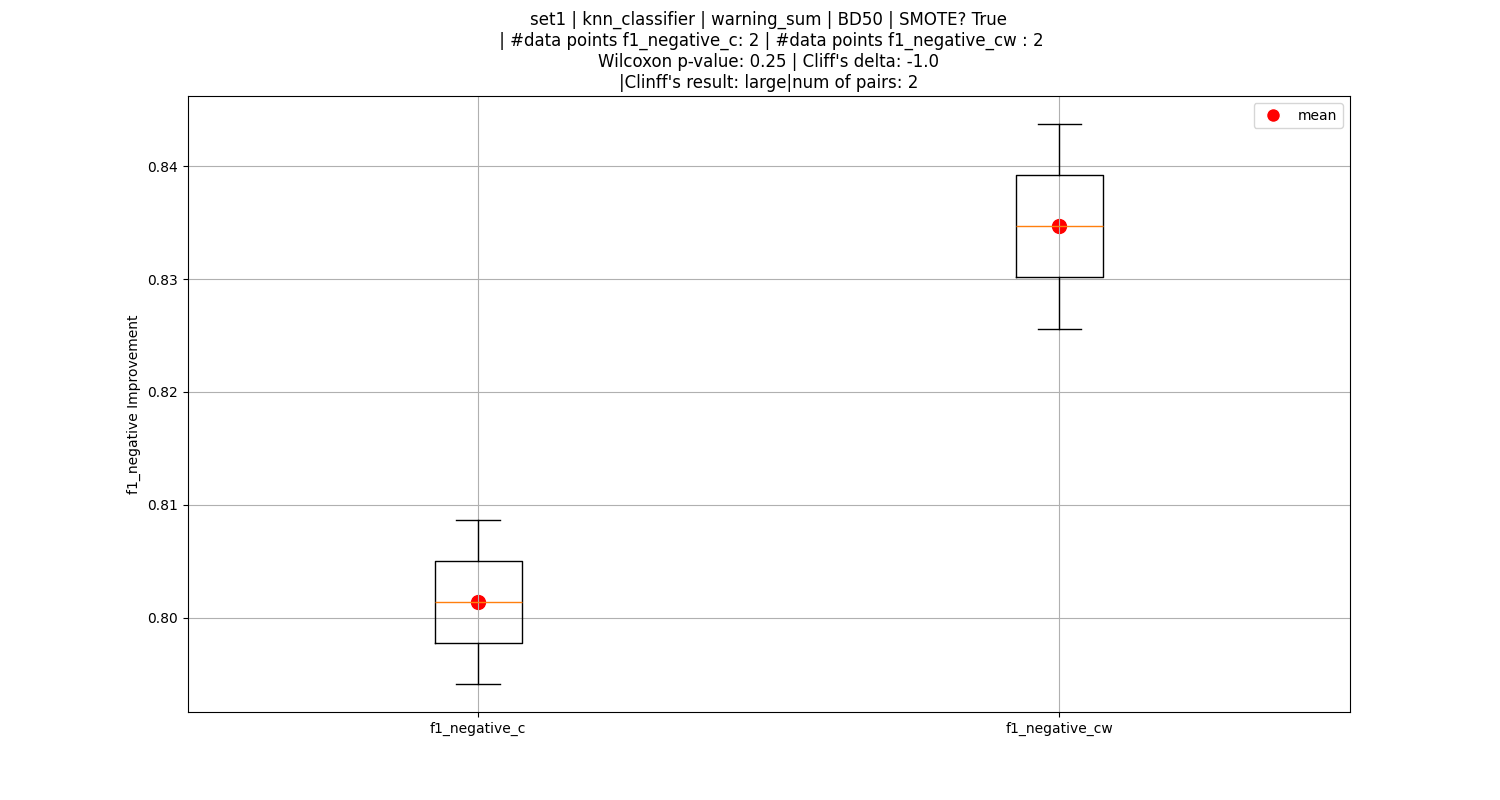 set1 | knn_classifier | warning_sum | BD50 | SMOTE? True
| #data points f1_negative_c: 2 | #data points f1_negative_cw : 2
Wilcoxon p-value: 0.25 | Cliff's delta: -1.0
|Clinff's result: large|num of pairs: 2
mean
0.84
0.83
0.82
0.81
0.80
f1_negative Improvement
f1_negative_c
f1_negative_cw